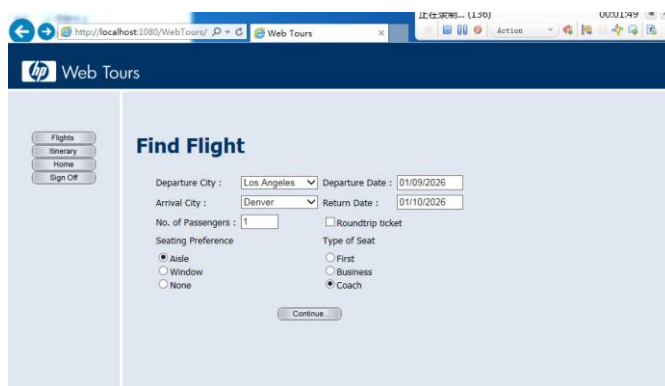 正在录制... (136)
00:01:49
http://localhost:1080/WebTours/
Web Tours
Action
hp Web Tours
Flights
Itinerary
Home
Sign Off
Find Flight
Departure City : Los Angeles Departure Date : 01/09/2026
Arrival City : Denver Return Date : 01/10/2026
No. of Passengers : 1 Roundtrip ticket
Seating Preference Type of Seat
Aisle First
Window Business
None Coach
Continue...